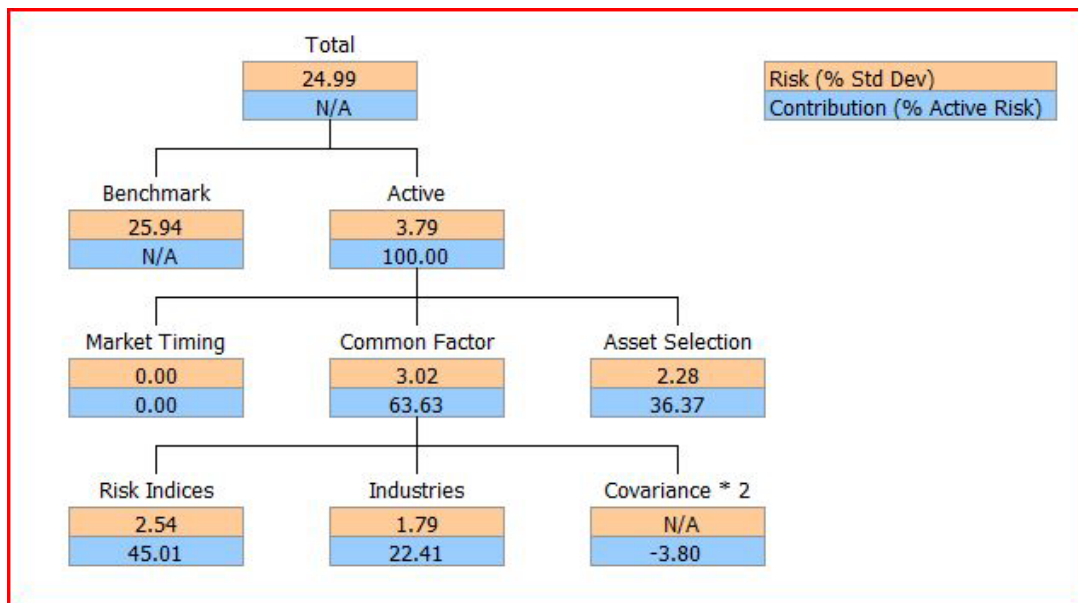 Total
24.99
N/A
Risk (% Std Dev)
Contribution (% Active Risk)
Benchmark
25.94
N/A
Active
3.79
100.00
Market Timing
0.00
0.00
Common Factor
3.02
63.63
Asset Selection
2.28
36.37
Risk Indices
2.54
45.01
Industries
1.79
22.41
Covariance * 2
N/A
-3.80